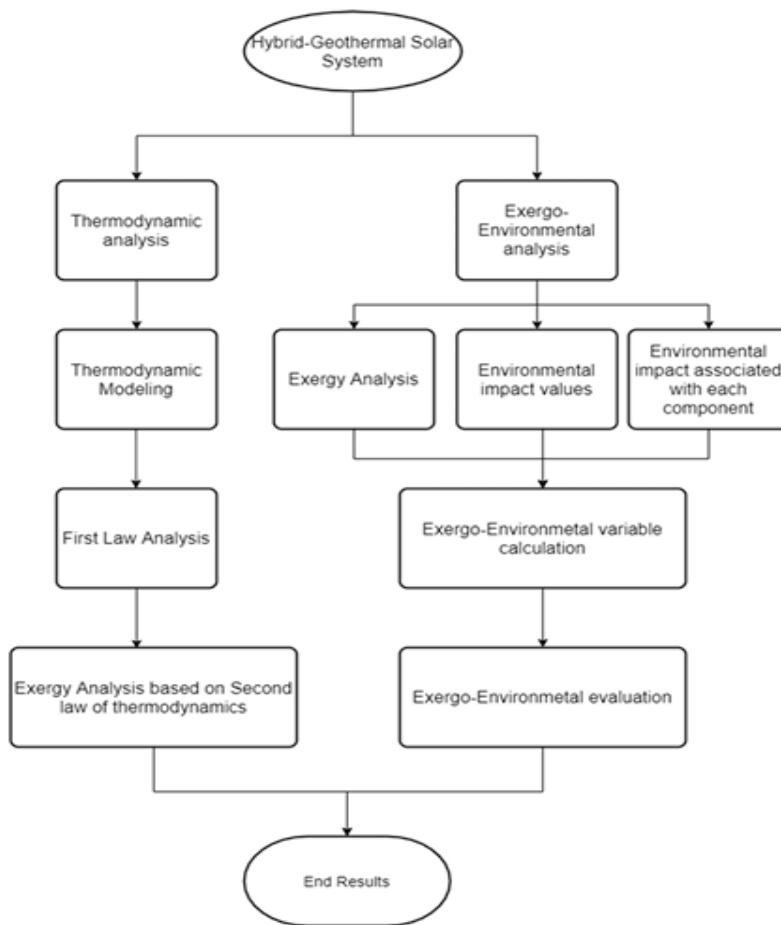 Hybrid-Geothermal Solar
System
Thermodynamic
analysis
Exergo-
Environmental
analysis
Thermodynamic
Modeling
Exergy Analysis
Environmental
impact values
Environmental
impact associated
with each
component
First Law Analysis
Exergo-Environmetal variable
calculation
Exergy Analysis based on Second
law of thermodynamics
Exergo-Environmetal evaluation
End Results